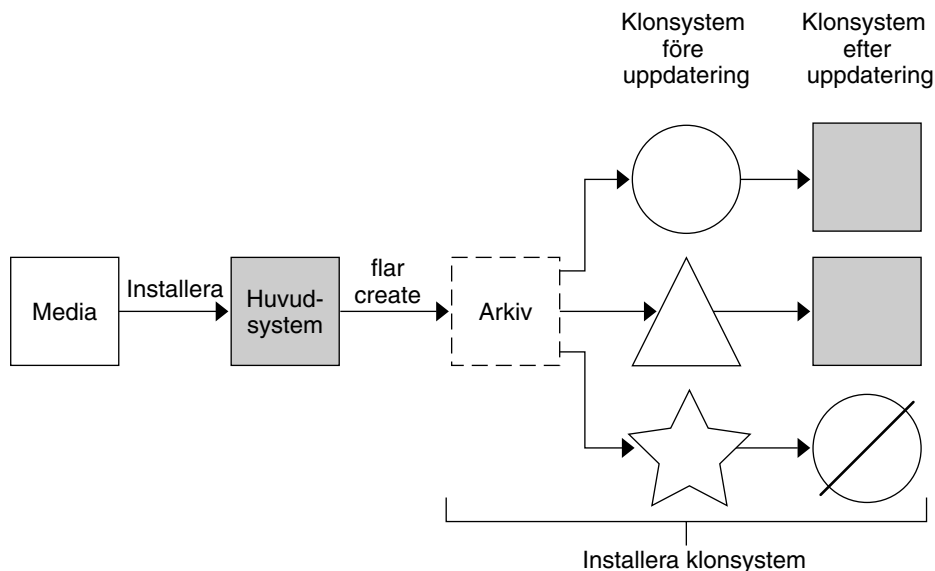 Klonsystem
före
uppdatering
Klonsystem
efter
uppdatering
Media
Installera
Huvud-
system
flar
create
Arkiv
Installera klonsystem